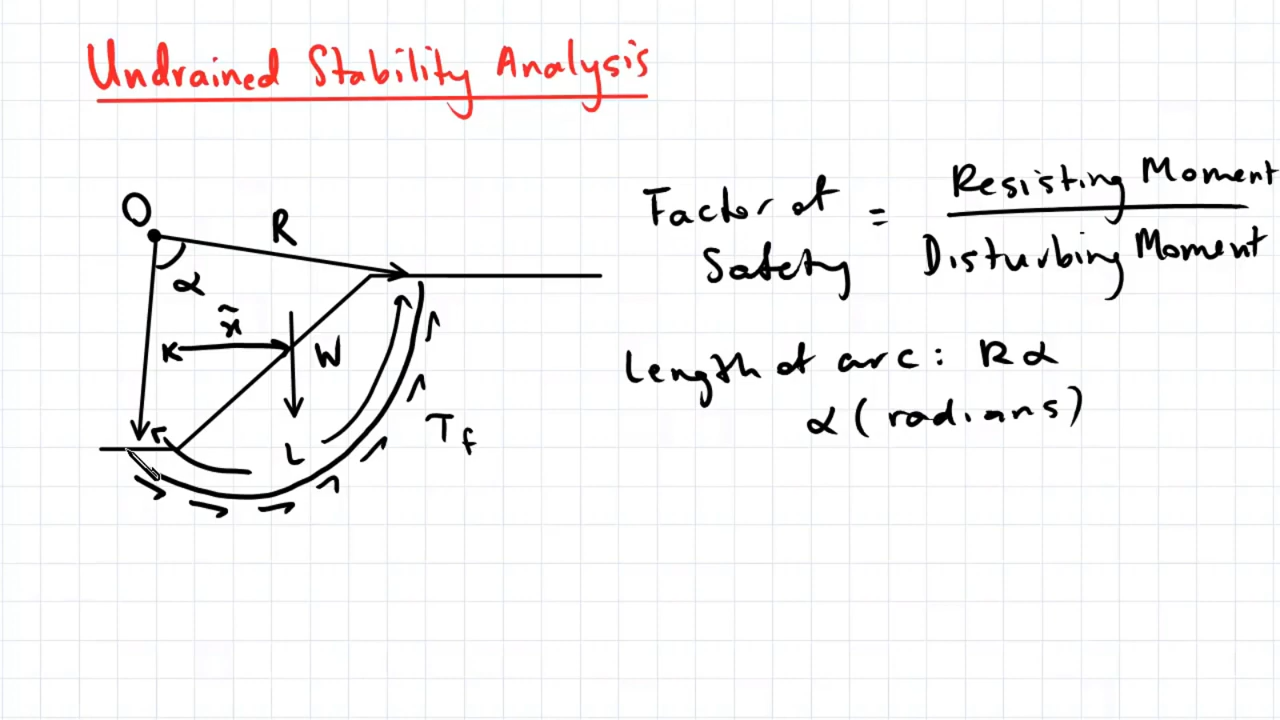 Undrained Stability Analysis
O
R
α
x̃
W
L
T_f
Factor of Safety = Resisting Moment
Disturbing Moment
Length of arc: Rα
α (radians)